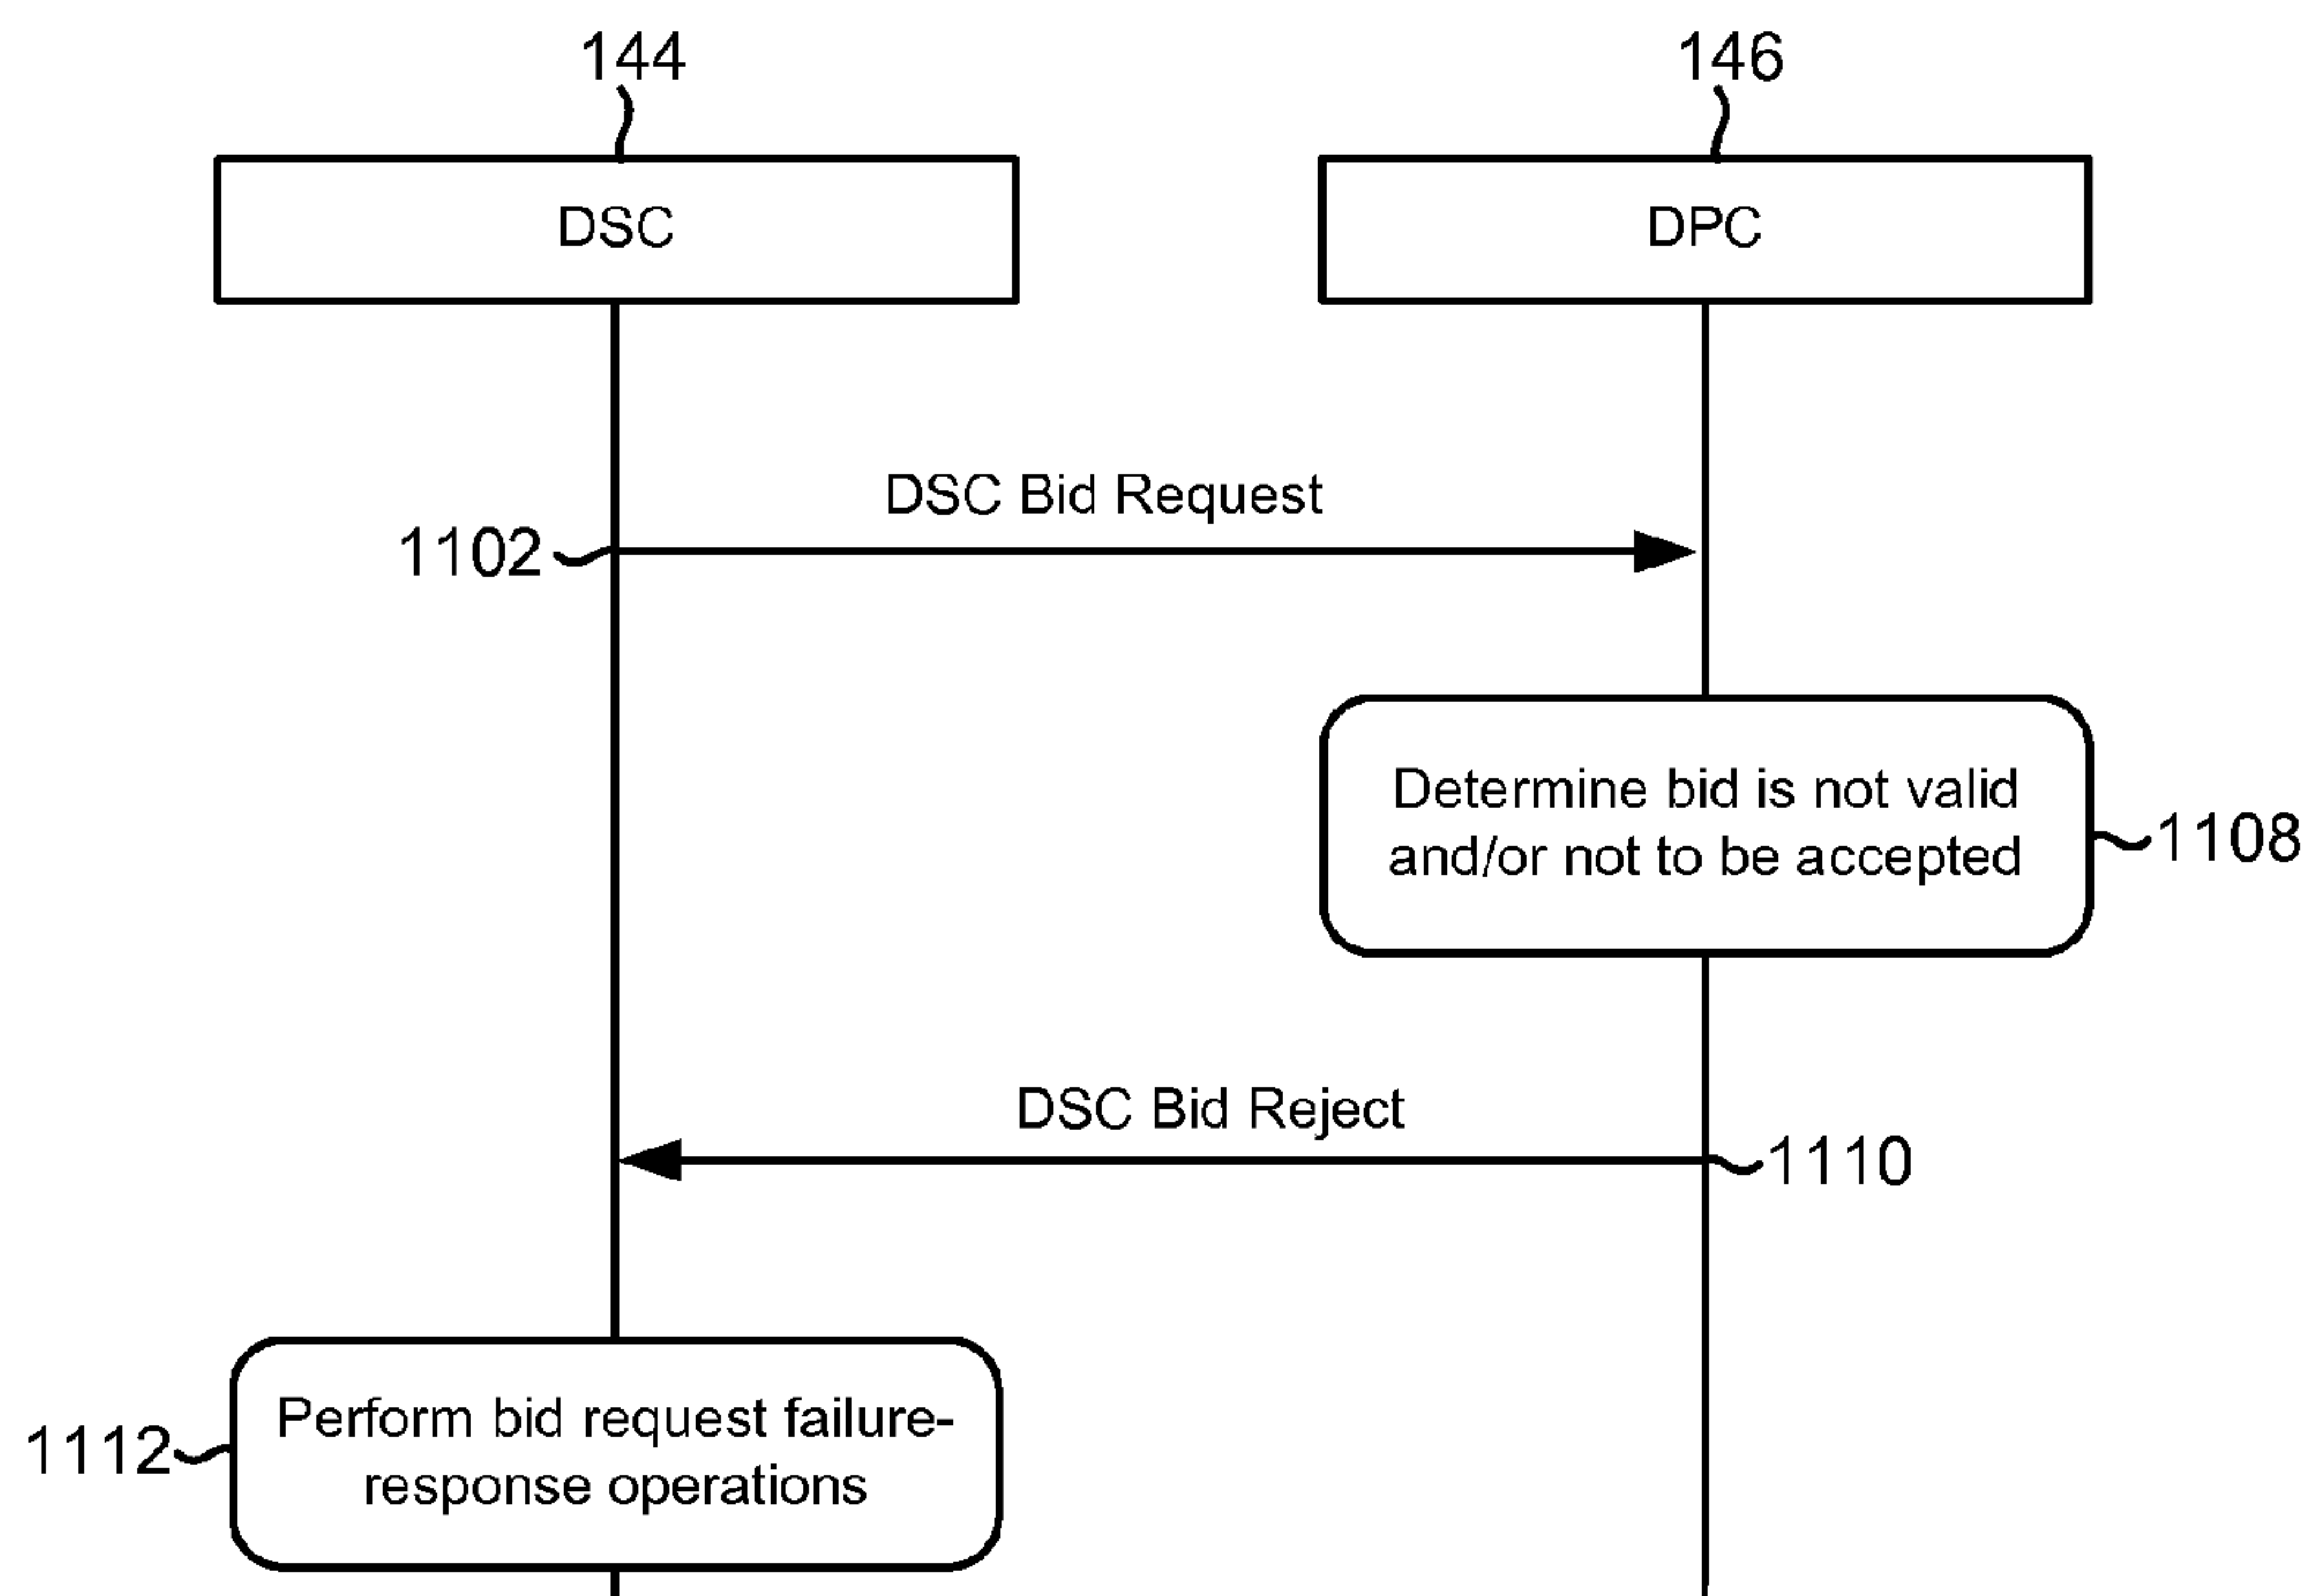 144
146
DSC
DPC
DSC Bid Request
1102
Determine bid is not valid
and/or not to be accepted
1108
DSC Bid Reject
1110
Perform bid request failure-
response operations
1112